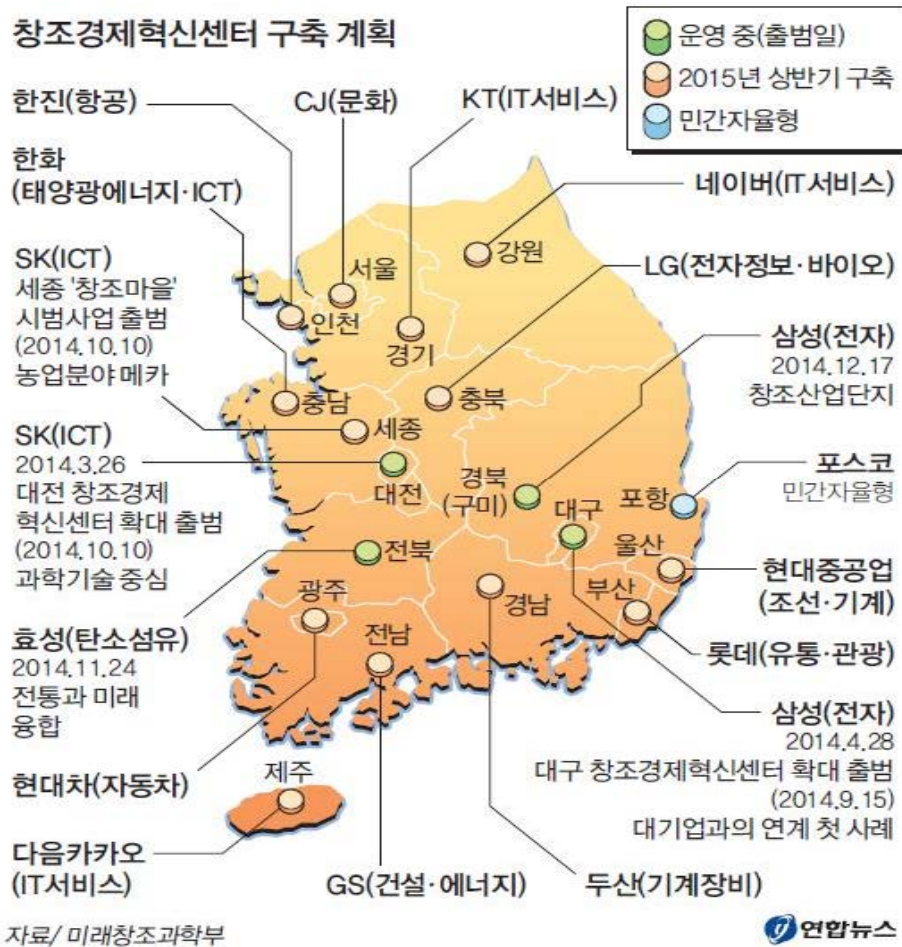 창조경제혁신센터 구축 계획
운영 중(출범일)
2015년 상반기 구축
민간자율형
한진(항공)
CJ(문화)
KT(IT서비스)
한화
(태양광에너지·ICT)
네이버(IT서비스)
SK(ICT)
세종 '창조마을'
시범사업 출범
(2014.10.10)
농업분야 메카
LG(전자정보·바이오)
삼성(전자)
2014.12.17
창조산업단지
SK(ICT)
2014.3.26
대전 창조경제
혁신센터 확대 출범
(2014.10.10)
과학기술 중심
포스코
민간자율형
현대중공업
(조선·기계)
효성(탄소섬유)
2014.11.24
전통과 미래
융합
롯데(유통·관광)
삼성(전자)
2014.4.28
대구 창조경제혁신센터 확대 출범
(2014.9.15)
대기업과의 연계 첫 사례
현대차(자동차)
다음카카오
(IT서비스)
GS(건설·에너지)
두산(기계장비)
강원
서울
인천
경기
충남
충북
세종
대전
경북
(구미)
대구
포항
울산
전북
광주
경남
부산
전남
제주
자료/ 미래창조과학부
연합뉴스